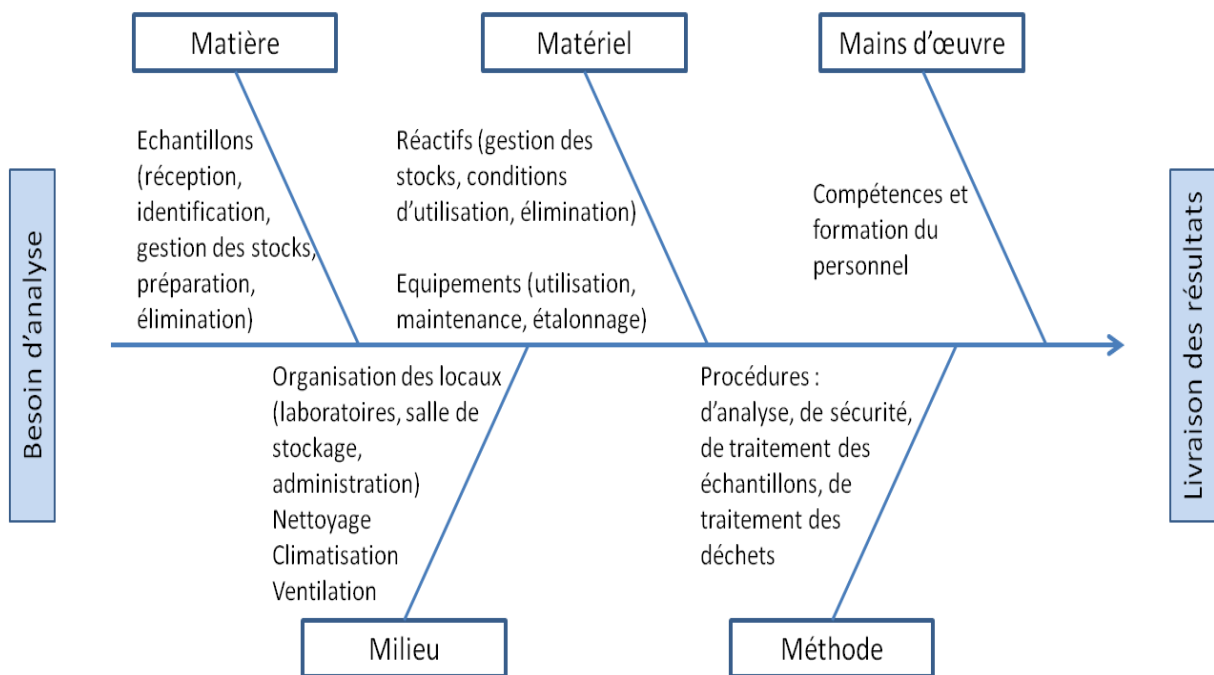 Matière
Matériel
Mains d'œuvre
Echantillons
(réception,
identification,
gestion des stocks,
préparation,
élimination)
Réactifs (gestion des
stocks, conditions
d'utilisation, élimination)
Equipements (utilisation,
maintenance, étalonnage)
Compétences et
formation du
personnel
Besoin d'analyse
Livraison des résultats
Organisation des locaux
(laboratoires, salle de
stockage,
administration)
Nettoyage
Climatisation
Ventilation
Procédures :
d'analyse, de sécurité,
de traitement des
échantillons, de
traitement des
déchets
Milieu
Méthode